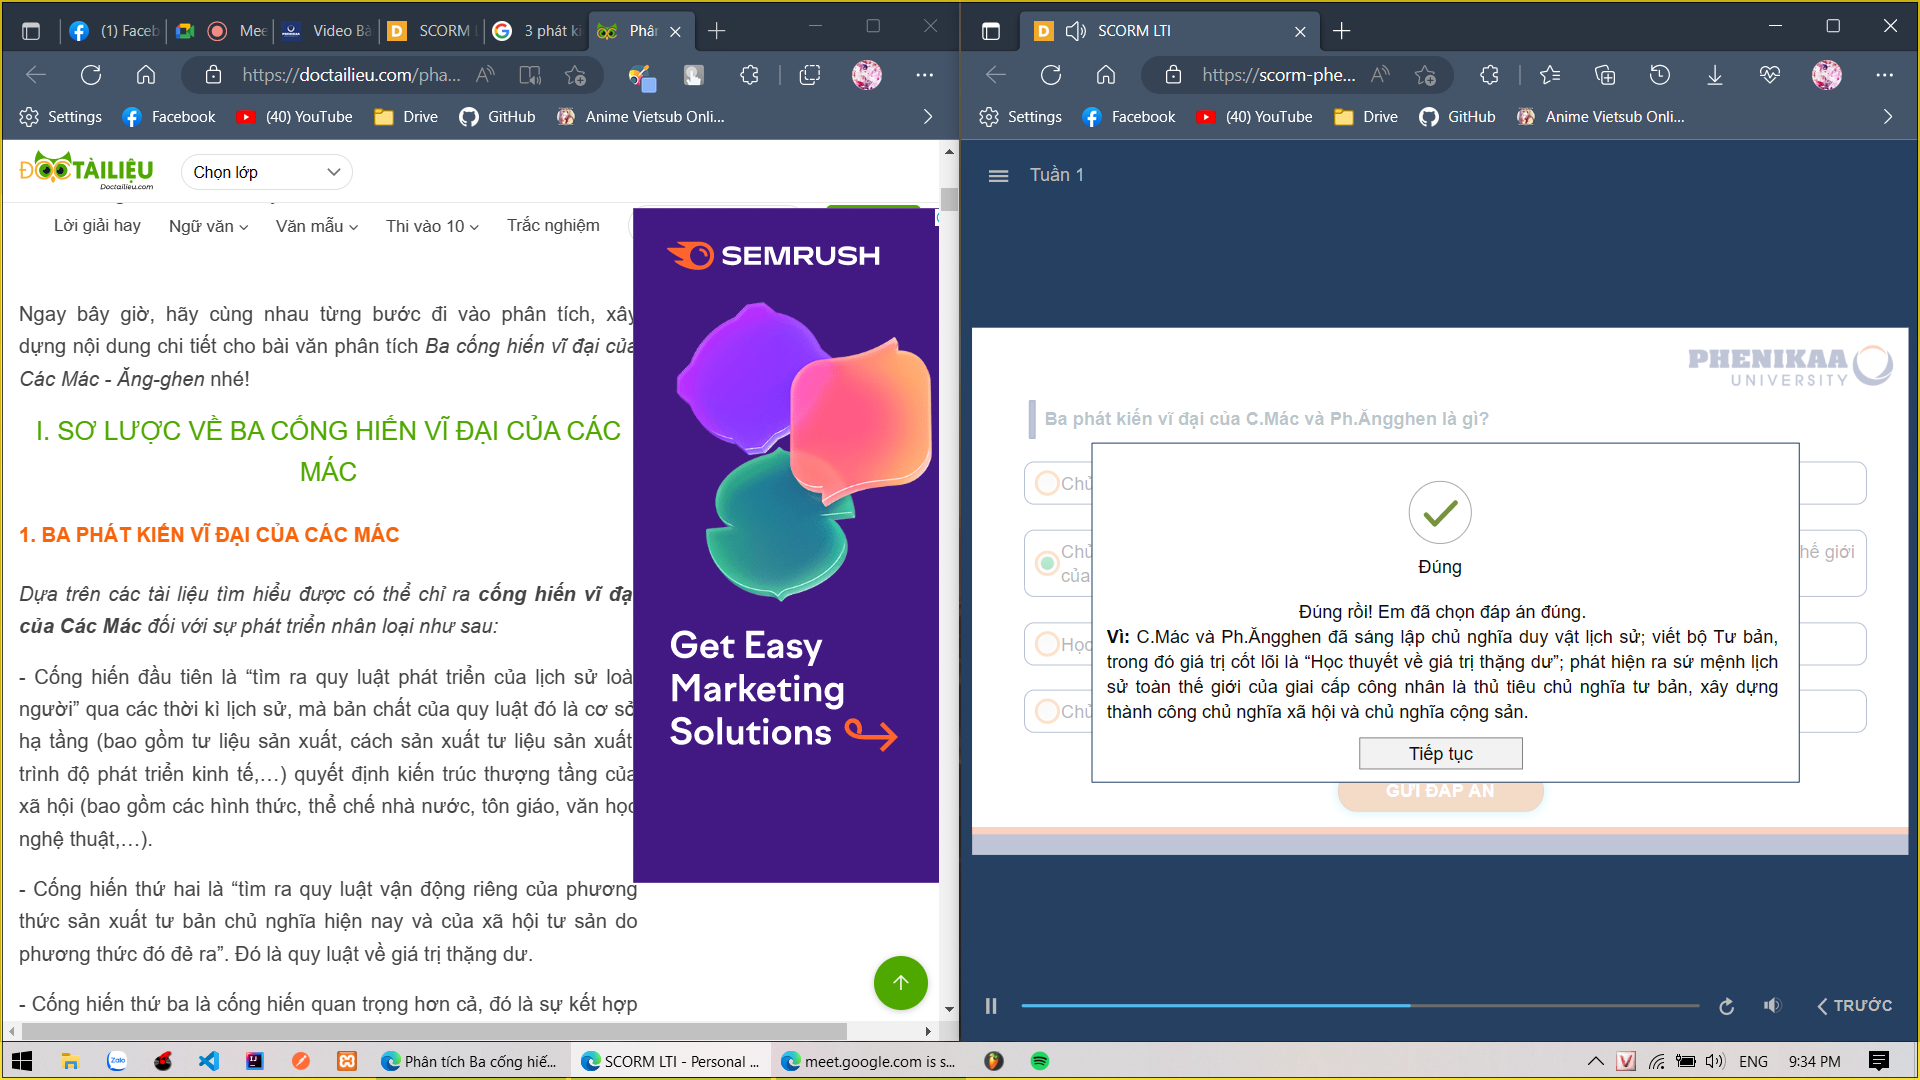 (1) Faceb
Mee
Video Bà
SCORM L
3 phát ki
Phân
https://doctailieu.com/pha...
Settings
Facebook
(40) YouTube
Drive
GitHub
Anime Vietsub Onli...
ĐỌCTÀILIỆU
Doctailieu.com
Chọn lớp
Lời giải hay
Ngữ văn
Văn mẫu
Thi vào 10
Trắc nghiệm
Ngay bây giờ, hãy cùng nhau từng bước đi vào phân tích, xây
dựng nội dung chi tiết cho bài văn phân tích Ba cống hiến vĩ đại của
Các Mác - Ăng-ghen nhé!
I. SƠ LƯỢC VỀ BA CỐNG HIẾN VĨ ĐẠI CỦA CÁC
MÁC
1. BA PHÁT KIẾN VĨ ĐẠI CỦA CÁC MÁC
Dựa trên các tài liệu tìm hiểu được có thể chỉ ra cống hiến vĩ đạ
của Các Mác đối với sự phát triển nhân loại như sau:
- Cống hiến đầu tiên là “tìm ra quy luật phát triển của lịch sử loà
người” qua các thời kì lịch sử, mà bản chất của quy luật đó là cơ sở
hạ tầng (bao gồm tư liệu sản xuất, cách sản xuất tư liệu sản xuất
trình độ phát triển kinh tế,…) quyết định kiến trúc thượng tầng của
xã hội (bao gồm các hình thức, thể chế nhà nước, tôn giáo, văn học
nghệ thuật,…).
- Cống hiến thứ hai là “tìm ra quy luật vận động riêng của phương
thức sản xuất tư bản chủ nghĩa hiện nay và của xã hội tư sản do
phương thức đó đẻ ra”. Đó là quy luật về giá trị thặng dư.
- Cống hiến thứ ba là cống hiến quan trọng hơn cả, đó là sự kết hợp
SEMRUSH
Get Easy
Marketing
Solutions
SCORM LTI
https://scorm-phe...
Settings
Facebook
(40) YouTube
Drive
GitHub
Anime Vietsub Onli...
Tuần 1
PHENIKAA
UNIVERSITY
Ba phát kiến vĩ đại của C.Mác và Ph.Ăngghen là gì?
Chủ
Chủ
hế giới
của
Học
Chủ
Đúng
Đúng rồi! Em đã chọn đáp án đúng.
Vì: C.Mác và Ph.Ăngghen đã sáng lập chủ nghĩa duy vật lịch sử; viết bộ Tư bản,
trong đó giá trị cốt lõi là “Học thuyết về giá trị thặng dư”; phát hiện ra sứ mệnh lịch
sử toàn thế giới của giai cấp công nhân là thủ tiêu chủ nghĩa tư bản, xây dựng
thành công chủ nghĩa xã hội và chủ nghĩa cộng sản.
Tiếp tục
GỬI ĐÁP ÁN
TRƯỚC
Zalo
Phân tích Ba cống hiế...
SCORM LTI - Personal ...
meet.google.com is s...
ENG
9:34 PM